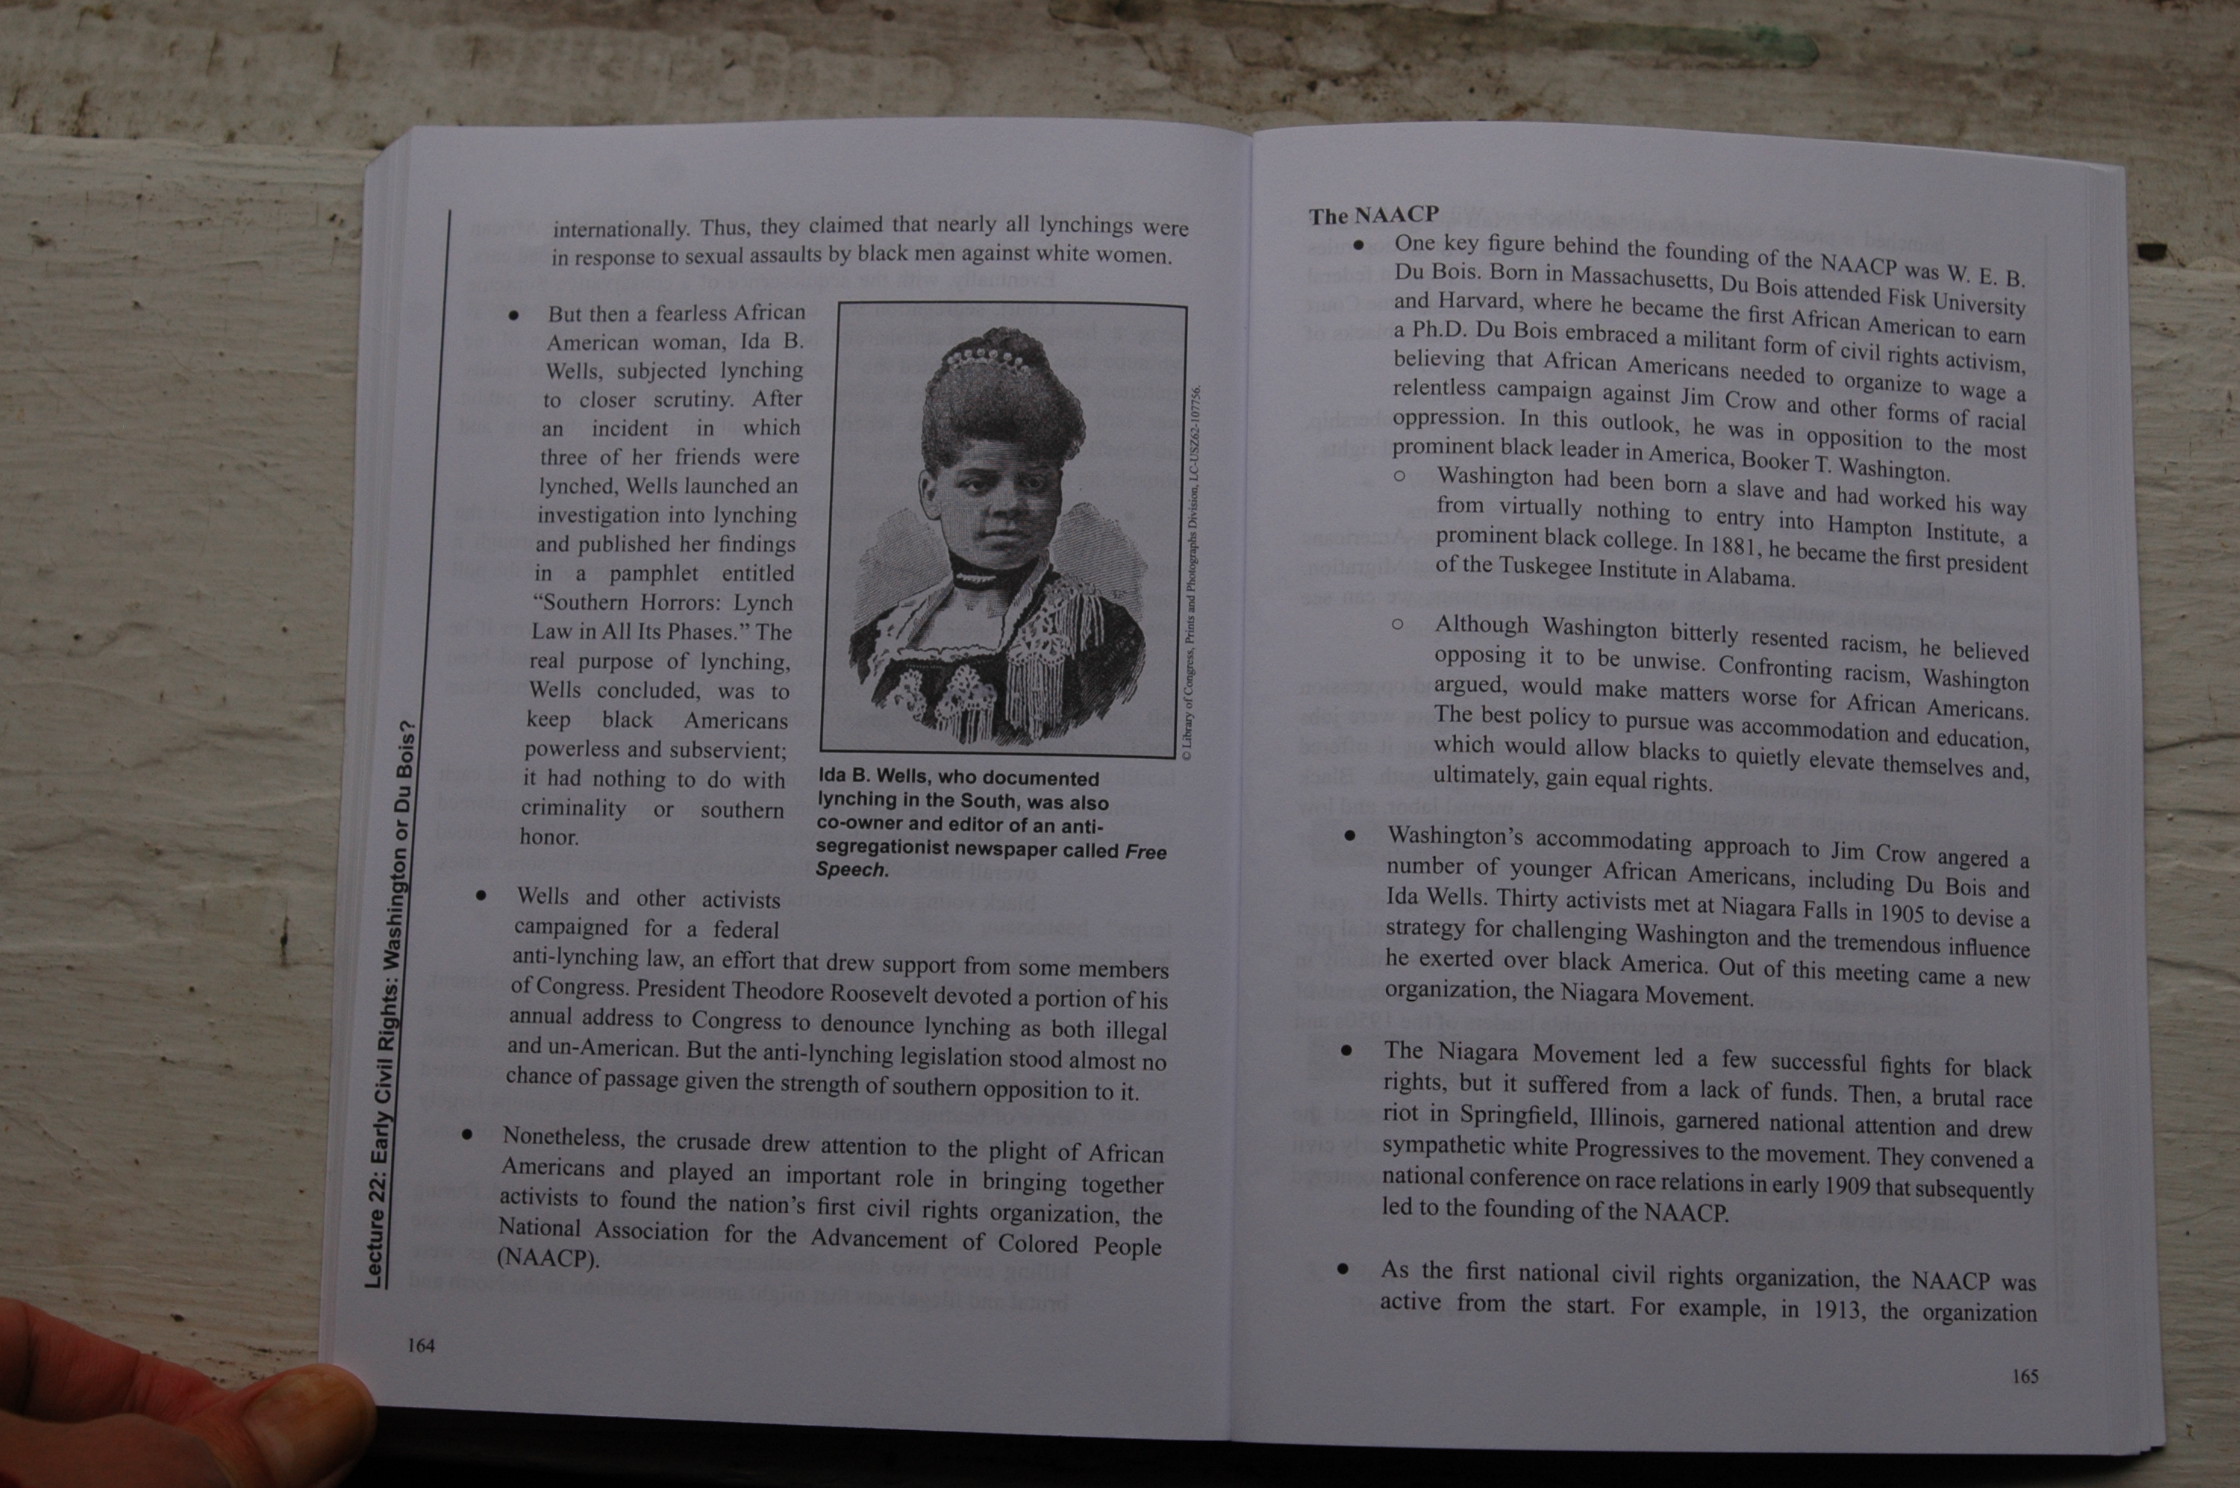 internationally. Thus, they claimed that nearly all lynchings were
in response to sexual assaults by black men against white women.
• But then a fearless African
American woman, Ida B.
Wells, subjected lynching
to closer scrutiny. After
an incident in which
three of her friends were
lynched, Wells launched an
investigation into lynching
and published her findings
in a pamphlet entitled
“Southern Horrors: Lynch
Law in All Its Phases.” The
real purpose of lynching,
Wells concluded, was to
keep black Americans
powerless and subservient;
it had nothing to do with
criminality or southern
honor.
© Library of Congress, Prints and Photographs Division, LC-USZ62-107756.
Ida B. Wells, who documented
lynching in the South, was also
co-owner and editor of an anti-
segregationist newspaper called Free
Speech.
• Wells and other activists
campaigned for a federal
anti-lynching law, an effort that drew support from some members
of Congress. President Theodore Roosevelt devoted a portion of his
annual address to Congress to denounce lynching as both illegal
and un-American. But the anti-lynching legislation stood almost no
chance of passage given the strength of southern opposition to it.
• Nonetheless, the crusade drew attention to the plight of African
Americans and played an important role in bringing together
activists to found the nation’s first civil rights organization, the
National Association for the Advancement of Colored People
(NAACP).
Lecture 22: Early Civil Rights: Washington or Du Bois?
164
The NAACP
• One key figure behind the founding of the NAACP was W. E. B.
Du Bois. Born in Massachusetts, Du Bois attended Fisk University
and Harvard, where he became the first African American to earn
a Ph.D. Du Bois embraced a militant form of civil rights activism,
believing that African Americans needed to organize to wage a
relentless campaign against Jim Crow and other forms of racial
oppression. In this outlook, he was in opposition to the most
prominent black leader in America, Booker T. Washington.
○ Washington had been born a slave and had worked his way
from virtually nothing to entry into Hampton Institute, a
prominent black college. In 1881, he became the first president
of the Tuskegee Institute in Alabama.
○ Although Washington bitterly resented racism, he believed
opposing it to be unwise. Confronting racism, Washington
argued, would make matters worse for African Americans.
The best policy to pursue was accommodation and education,
which would allow blacks to quietly elevate themselves and,
ultimately, gain equal rights.
• Washington’s accommodating approach to Jim Crow angered a
number of younger African Americans, including Du Bois and
Ida Wells. Thirty activists met at Niagara Falls in 1905 to devise a
strategy for challenging Washington and the tremendous influence
he exerted over black America. Out of this meeting came a new
organization, the Niagara Movement.
• The Niagara Movement led a few successful fights for black
rights, but it suffered from a lack of funds. Then, a brutal race
riot in Springfield, Illinois, garnered national attention and drew
sympathetic white Progressives to the movement. They convened a
national conference on race relations in early 1909 that subsequently
led to the founding of the NAACP.
• As the first national civil rights organization, the NAACP was
active from the start. For example, in 1913, the organization
165